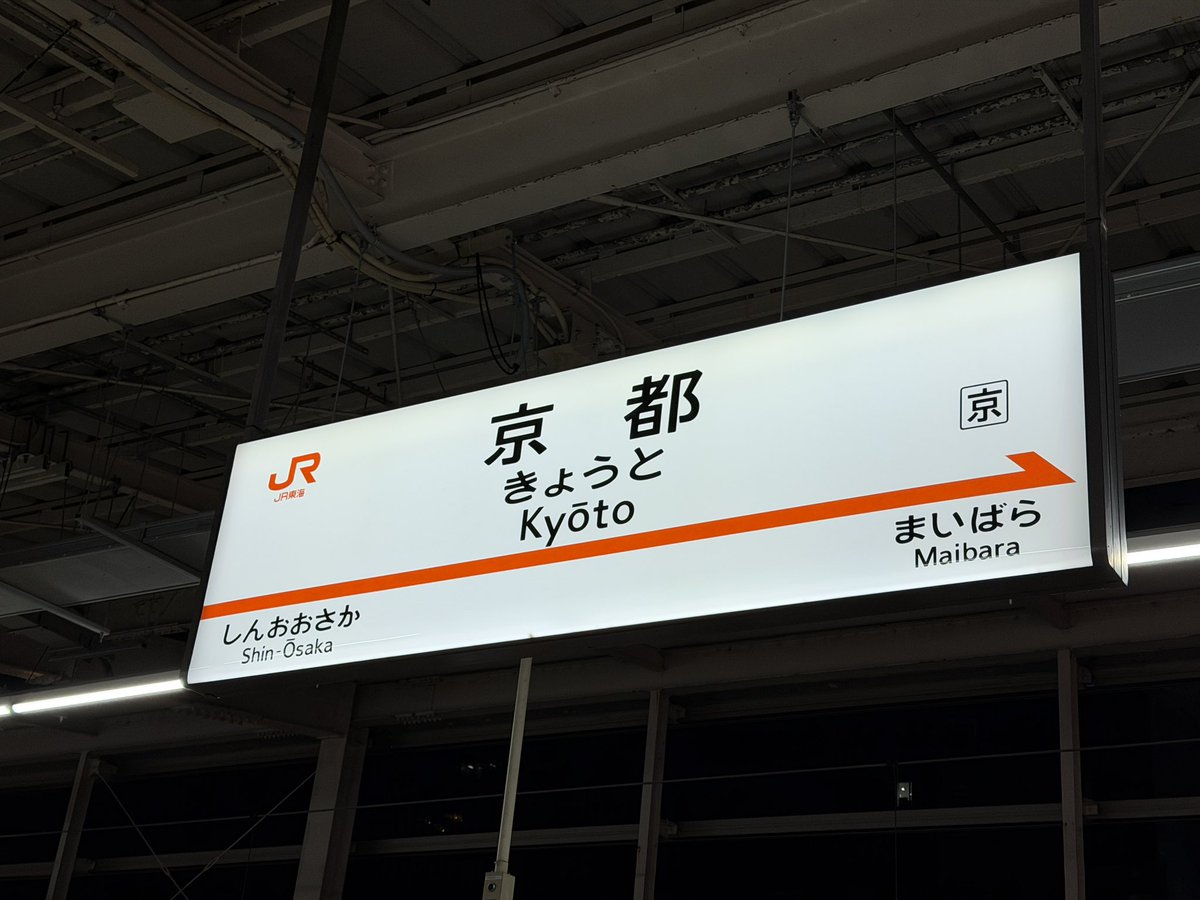 JR
JR東海
京都
京
きょうと
Kyōto
まいばら
Maibara
しんおおさか
Shin-Ōsaka